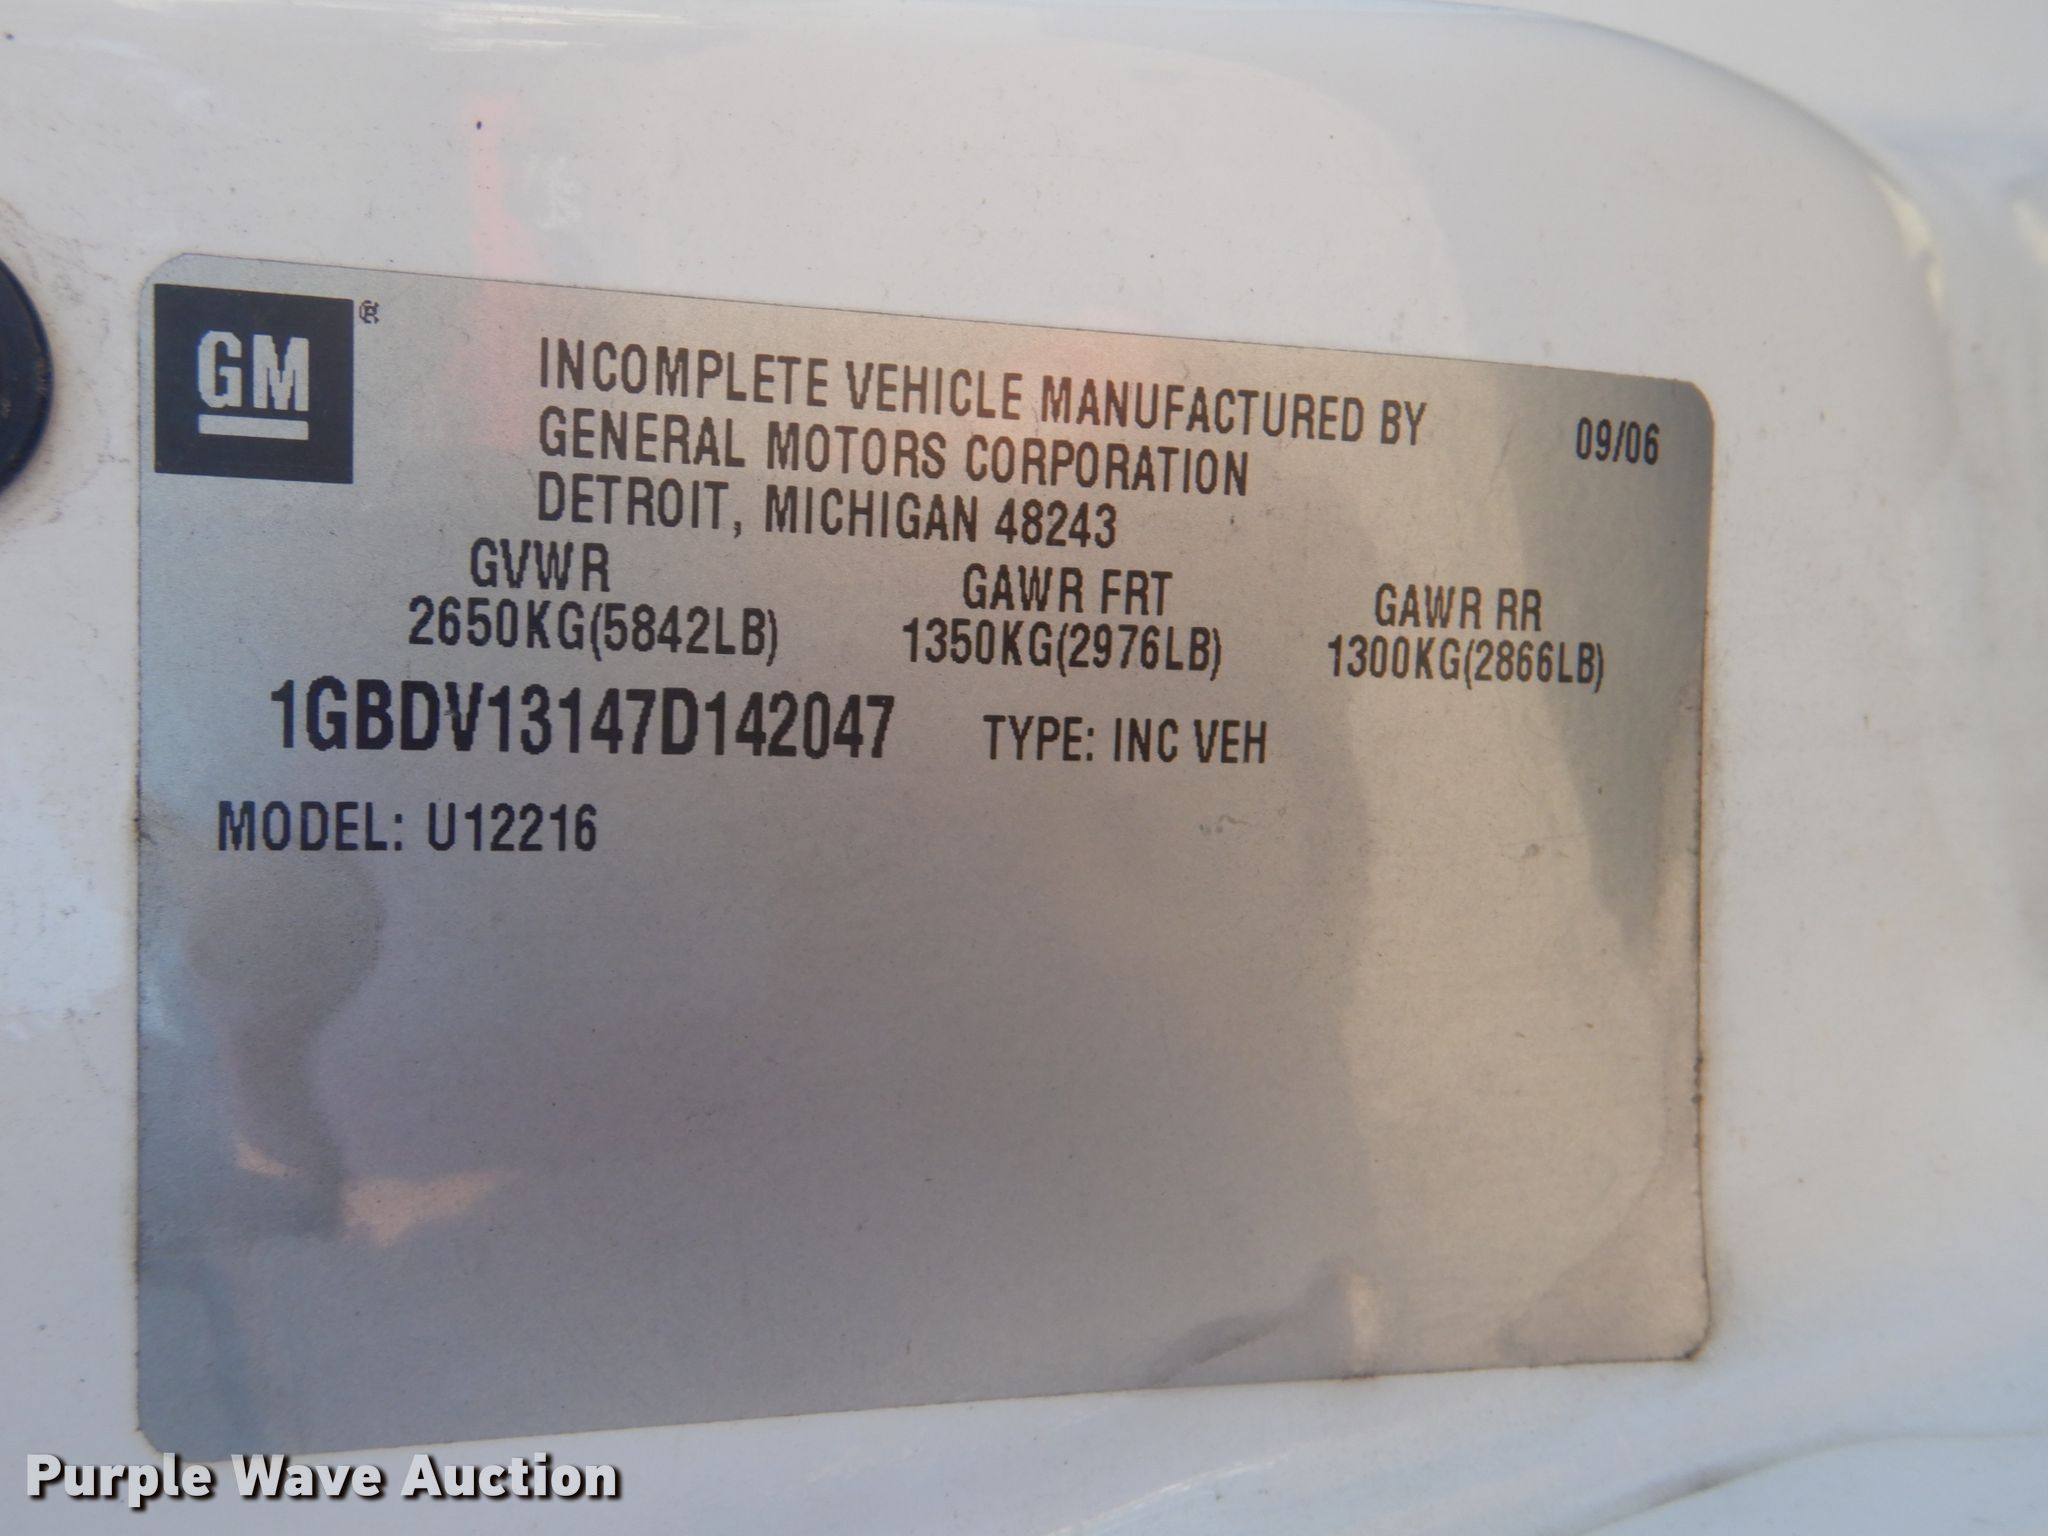 GM ®
INCOMPLETE VEHICLE MANUFACTURED BY
GENERAL MOTORS CORPORATION
DETROIT, MICHIGAN 48243
09/06
GVWR GAWR FRT GAWR RR
2650KG(5842LB) 1350KG(2976LB) 1300KG(2866LB)
1GBDV13147D142047 TYPE: INC VEH
MODEL: U12216
Purple Wave Auction